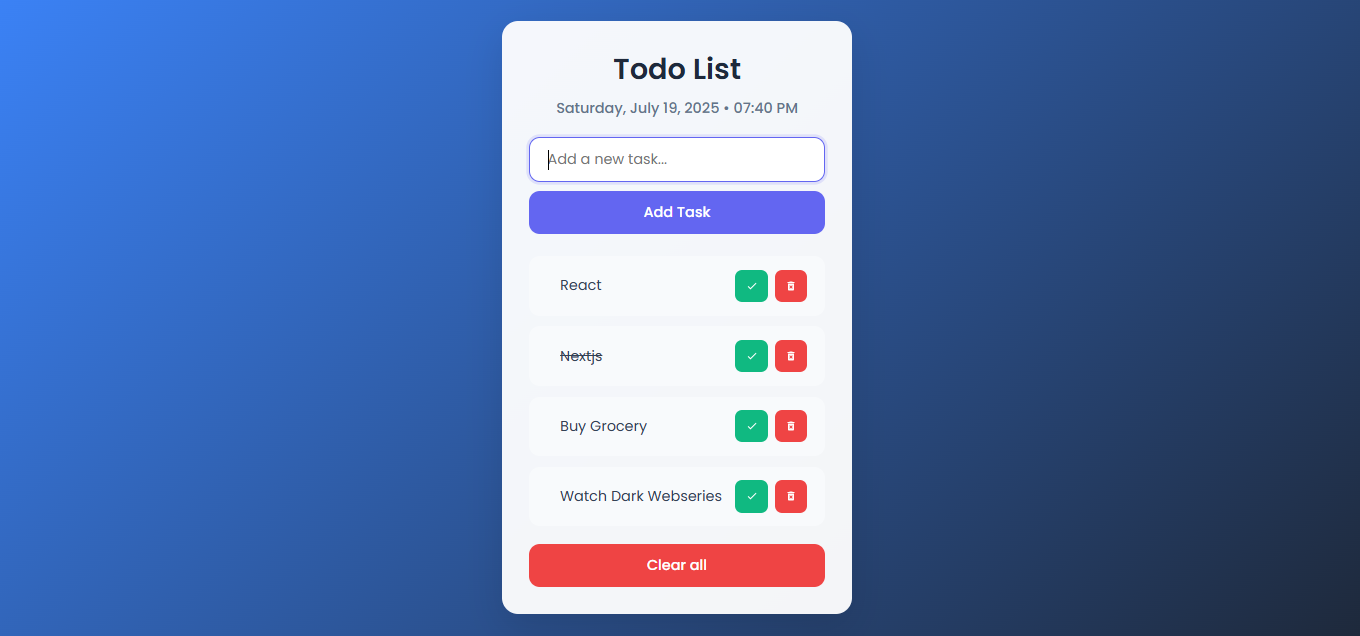 Todo List
Saturday, July 19, 2025 • 07:40 PM
Add a new task...
Add Task
React
Nextjs
Buy Grocery
Watch Dark Webseries
Clear all